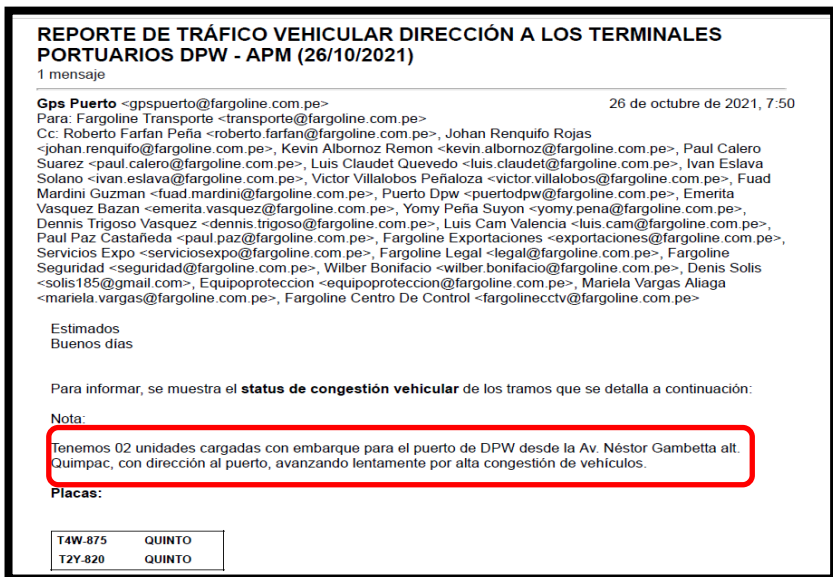 REPORTE DE TRÁFICO VEHICULAR DIRECCIÓN A LOS TERMINALES
PORTUARIOS DPW - APM (26/10/2021)
1 mensaje
Gps Puerto <gpspuerto@fargoline.com.pe> 26 de octubre de 2021, 7:50
Para: Fargoline Transporte <transporte@fargoline.com.pe>
Cc: Roberto Farfan Peña <roberto.farfan@fargoline.com.pe>, Johan Renquifo Rojas
<johan.renquifo@fargoline.com.pe>, Kevin Albornoz Remon <kevin.albornoz@fargoline.com.pe>, Paul Calero
Suarez <paul.calero@fargoline.com.pe>, Luis Claudet Quevedo <luis.claudet@fargoline.com.pe>, Ivan Eslava
Solano <ivan.eslava@fargoline.com.pe>, Victor Villalobos Peñaloza <victor.villalobos@fargoline.com.pe>, Fuad
Mardini Guzman <fuad.mardini@fargoline.com.pe>, Puerto Dpw <puertodpw@fargoline.com.pe>, Emerita
Vasquez Bazan <emerita.vasquez@fargoline.com.pe>, Yomy Peña Suyon <yomy.pena@fargoline.com.pe>,
Dennis Trigoso Vasquez <dennis.trigoso@fargoline.com.pe>, Luis Cam Valencia <luis.cam@fargoline.com.pe>,
Paul Paz Castañeda <paul.paz@fargoline.com.pe>, Fargoline Exportaciones <exportaciones@fargoline.com.pe>,
Servicios Expo <serviciosexpo@fargoline.com.pe>, Fargoline Legal <legal@fargoline.com.pe>, Fargoline
Seguridad <seguridad@fargoline.com.pe>, Wilber Bonifacio <wilber.bonifacio@fargoline.com.pe>, Denis Solis
<solis185@gmail.com>, Equipoproteccion <equipoproteccion@fargoline.com.pe>, Mariela Vargas Aliaga
<mariela.vargas@fargoline.com.pe>, Fargoline Centro De Control <fargolinecctv@fargoline.com.pe>
Estimados
Buenos días
Para informar, se muestra el status de congestión vehicular de los tramos que se detalla a continuación:
Nota:
Tenemos 02 unidades cargadas con embarque para el puerto de DPW desde la Av. Néstor Gambetta alt.
Quimpac, con dirección al puerto, avanzando lentamente por alta congestión de vehículos.
Placas:
T4W-875 QUINTO
T2Y-820 QUINTO